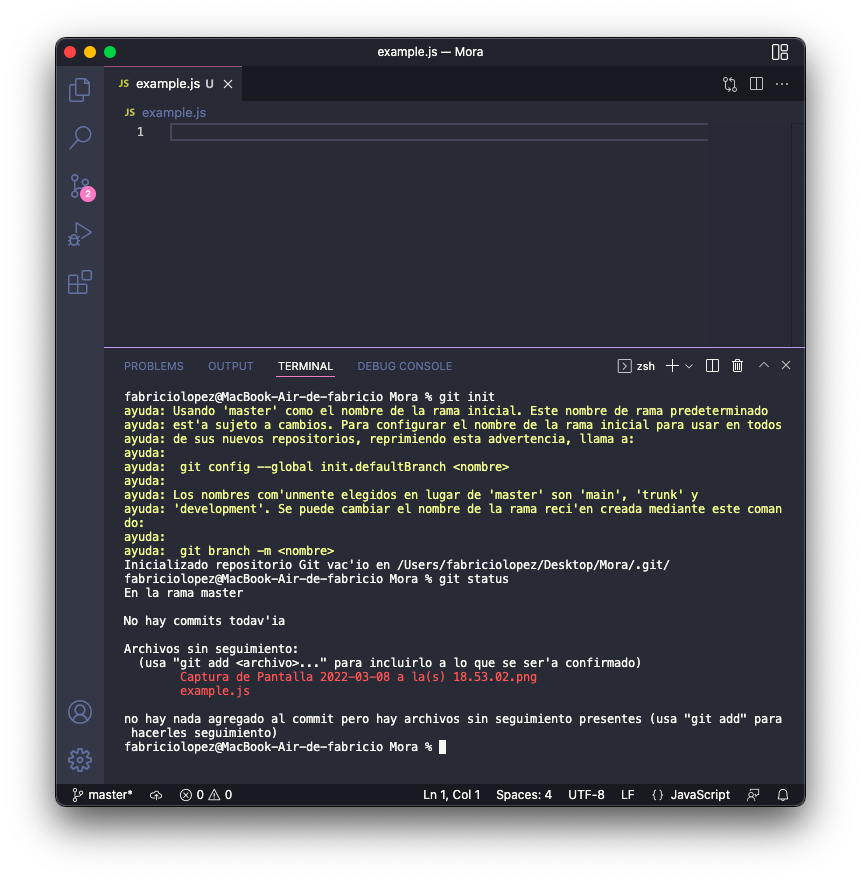 example.js — Mora
JS example.js U
JS example.js
1
2
PROBLEMS OUTPUT TERMINAL DEBUG CONSOLE zsh
fabriciolopez@MacBook-Air-de-fabricio Mora % git init
ayuda: Usando 'master' como el nombre de la rama inicial. Este nombre de rama predeterminado
ayuda: est'a sujeto a cambios. Para configurar el nombre de la rama inicial para usar en todos
ayuda: de sus nuevos repositorios, reprimiendo esta advertencia, llama a:
ayuda:
ayuda:  git config --global init.defaultBranch <nombre>
ayuda:
ayuda: Los nombres com'unmente elegidos en lugar de 'master' son 'main', 'trunk' y
ayuda: 'development'. Se puede cambiar el nombre de la rama reci'en creada mediante este coman
do:
ayuda:
ayuda:  git branch -m <nombre>
Inicializado repositorio Git vac'io en /Users/fabriciolopez/Desktop/Mora/.git/
fabriciolopez@MacBook-Air-de-fabricio Mora % git status
En la rama master
No hay commits todav'ia
Archivos sin seguimiento:
  (usa "git add <archivo>..." para incluirlo a lo que se ser'a confirmado)
        Captura de Pantalla 2022-03-08 a la(s) 18.53.02.png
        example.js
no hay nada agregado al commit pero hay archivos sin seguimiento presentes (usa "git add" para
 hacerles seguimiento)
fabriciolopez@MacBook-Air-de-fabricio Mora %
master* 0 0 Ln 1, Col 1 Spaces: 4 UTF-8 LF {} JavaScript